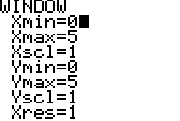 WINDOW
Xmin=0
Xmax=5
Xscl=1
Ymin=0
Ymax=5
Yscl=1
Xres=1